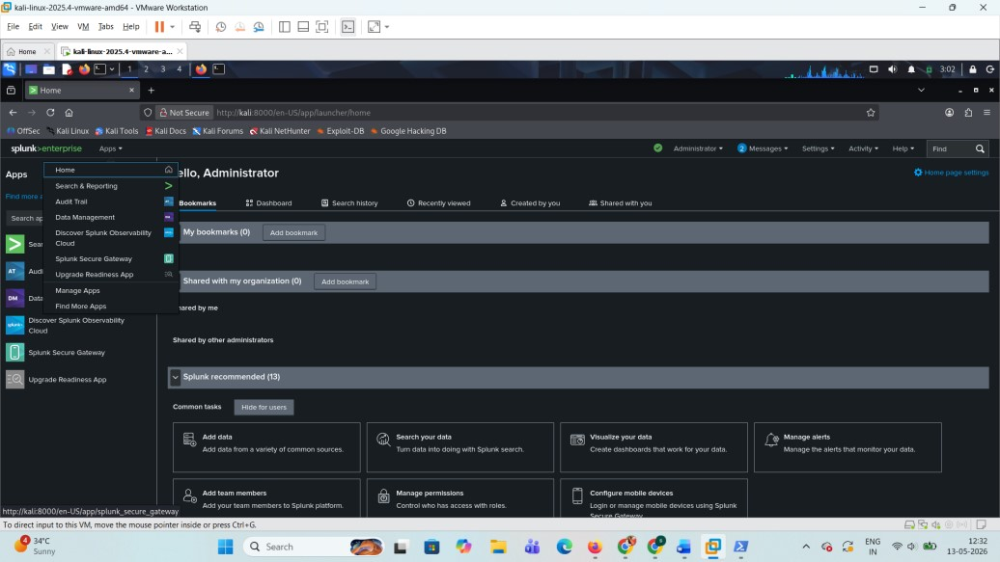 kali-linux-2025.4-vmware-amd64 - VMware Workstation
File Edit View VM Tabs Help
Home kali-linux-2025.4-vmware-a...
1 2 3 4 3:02
Home
Not Secure http://kali:8000/en-US/app/launcher/home
OffSec Kali Linux Kali Tools Kali Docs Kali Forums Kali NetHunter Exploit-DB Google Hacking DB
splunk>enterprise Apps Administrator 2 Messages Settings Activity Help Find
Apps
Find more a
Search ap
Sear
AT Audi
DM Data
Discover Splunk Observability
Cloud
Splunk Secure Gateway
Upgrade Readiness App
Home
Search & Reporting
Audit Trail
Data Management
Discover Splunk Observability
Cloud
Splunk Secure Gateway
Upgrade Readiness App
Manage Apps
Find More Apps
ello, Administrator
Home page settings
Bookmarks Dashboard Search history Recently viewed Created by you Shared with you
My bookmarks (0) Add bookmark
Shared with my organization (0) Add bookmark
hared by me
Shared by other administrators
Splunk recommended (13)
Common tasks Hide for users
Add data
Add data from a variety of common sources.
Search your data
Turn data into doing with Splunk search.
Visualize your data
Create dashboards that work for your data.
Manage alerts
Manage the alerts that monitor your data.
Add team members
Add your team members to Splunk platform.
Manage permissions
Control who has access with roles.
Configure mobile devices
Login or manage mobile devices using Splunk
Secure Gateway
http://kali:8000/en-US/app/splunk_secure_gateway
To direct input to this VM, move the mouse pointer inside or press Ctrl+G.
4 34°C
Sunny
Search
ENG
IN
12:32
13-05-2026